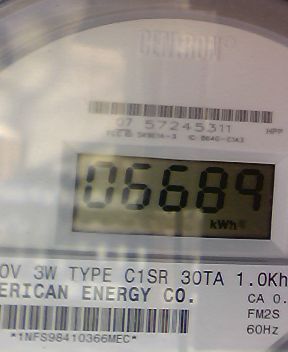 CENTRON®
07 57245311
HPP
06689
kWh
0V 3W TYPE C1SR 30TA 1.0Kh
ERICAN ENERGY CO.
CA 0.
FM2S
60Hz
*1NFS98410366MEC*